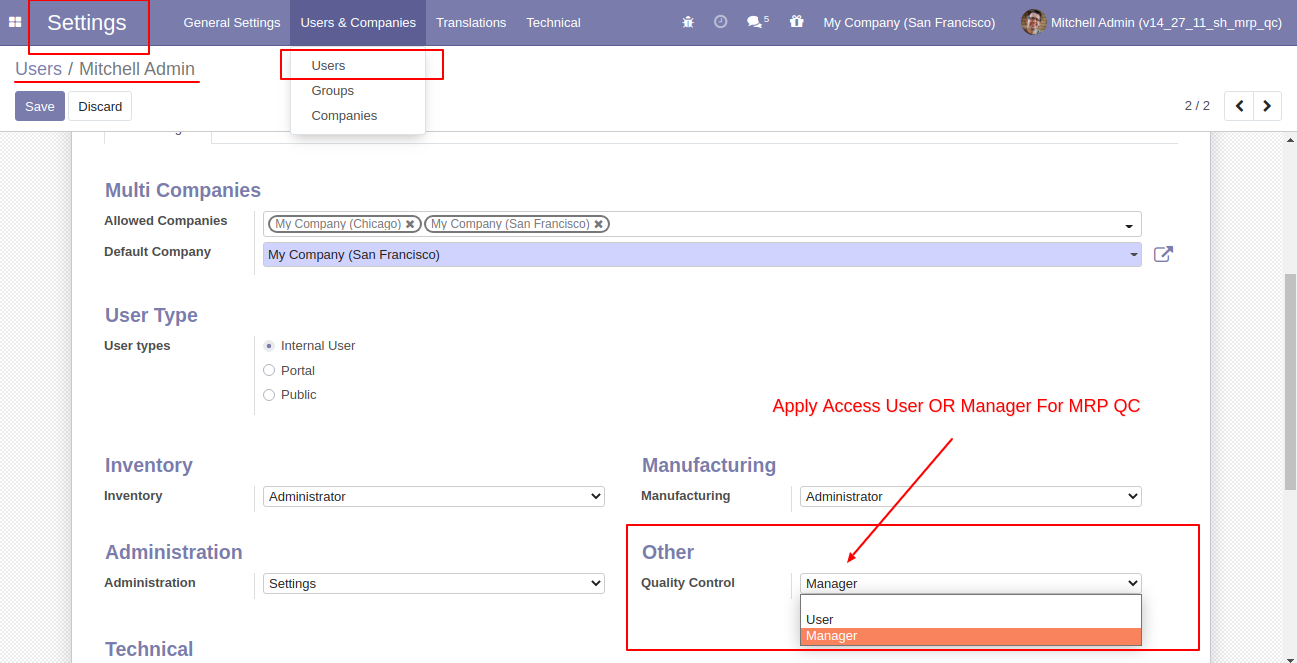 Settings General Settings Users & Companies Translations Technical 5 My Company (San Francisco) Mitchell Admin (v14_27_11_sh_mrp_qc)
Users / Mitchell Admin
Users
Groups
Companies
Save Discard
2 / 2
Multi Companies
Allowed Companies My Company (Chicago) My Company (San Francisco)
Default Company My Company (San Francisco)
User Type
User types Internal User
Portal
Public
Apply Access User OR Manager For MRP QC
Inventory Manufacturing
Inventory Administrator Manufacturing Administrator
Administration Other
Administration Settings Quality Control Manager
User
Manager
Technical